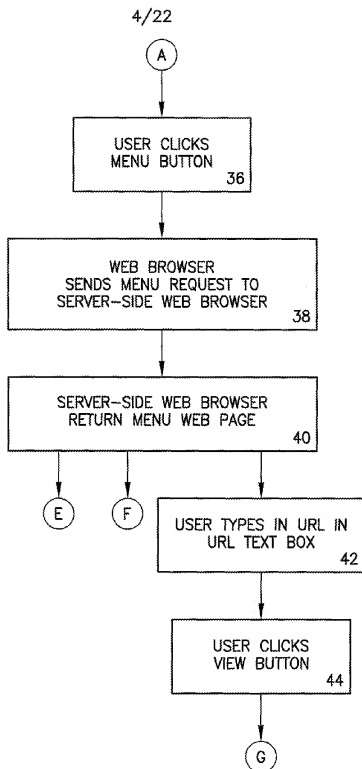 4/22
A
USER CLICKS
MENU BUTTON
36
WEB BROWSER
SENDS MENU REQUEST TO
SERVER-SIDE WEB BROWSER
38
SERVER-SIDE WEB BROWSER
RETURN MENU WEB PAGE
40
E
F
USER TYPES IN URL IN
URL TEXT BOX
42
USER CLICKS
VIEW BUTTON
44
G